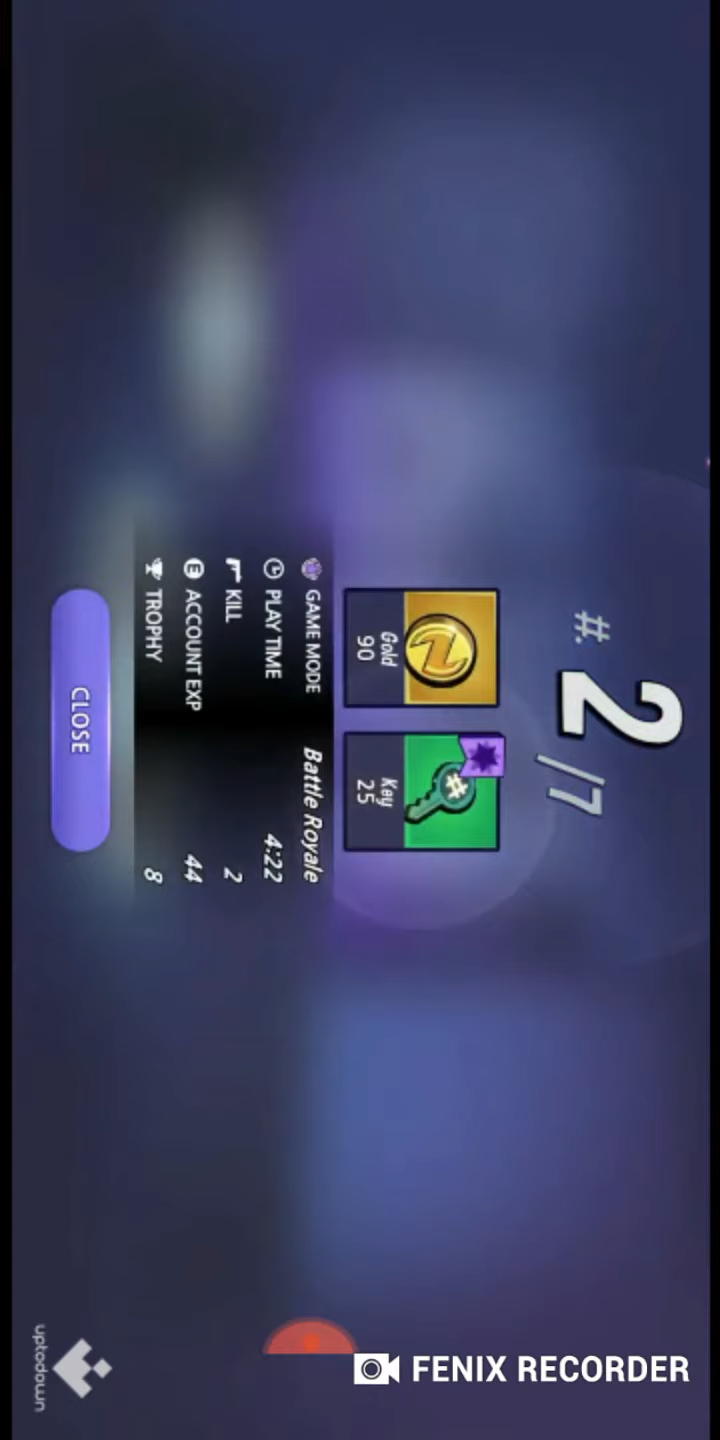 #. 2 /7
Gold
90
Key
25
GAME MODE Battle Royale
PLAY TIME 4:22
KILL 2
ACCOUNT EXP 44
TROPHY 8
CLOSE
uptodown
FENIX RECORDER